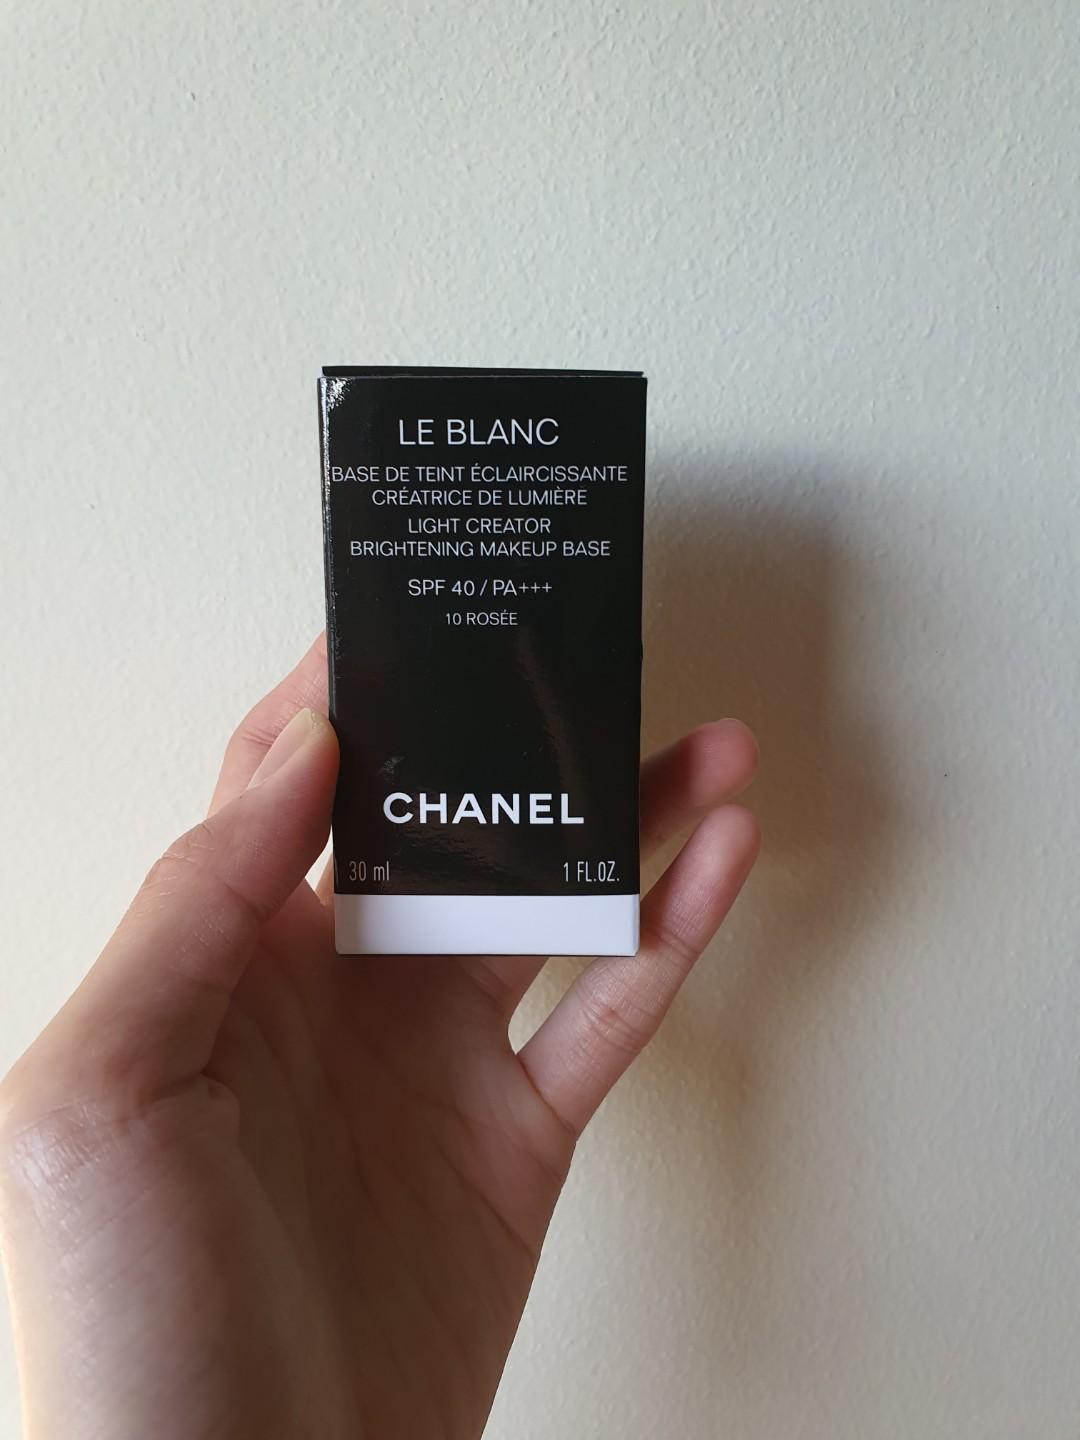 LE BLANC
BASE DE TEINT ÉCLAIRCISSANTE
CRÉATRICE DE LUMIÈRE
LIGHT CREATOR
BRIGHTENING MAKEUP BASE
SPF 40 / PA+++
10 ROSÉE
CHANEL
30 ml 1 FL.OZ.